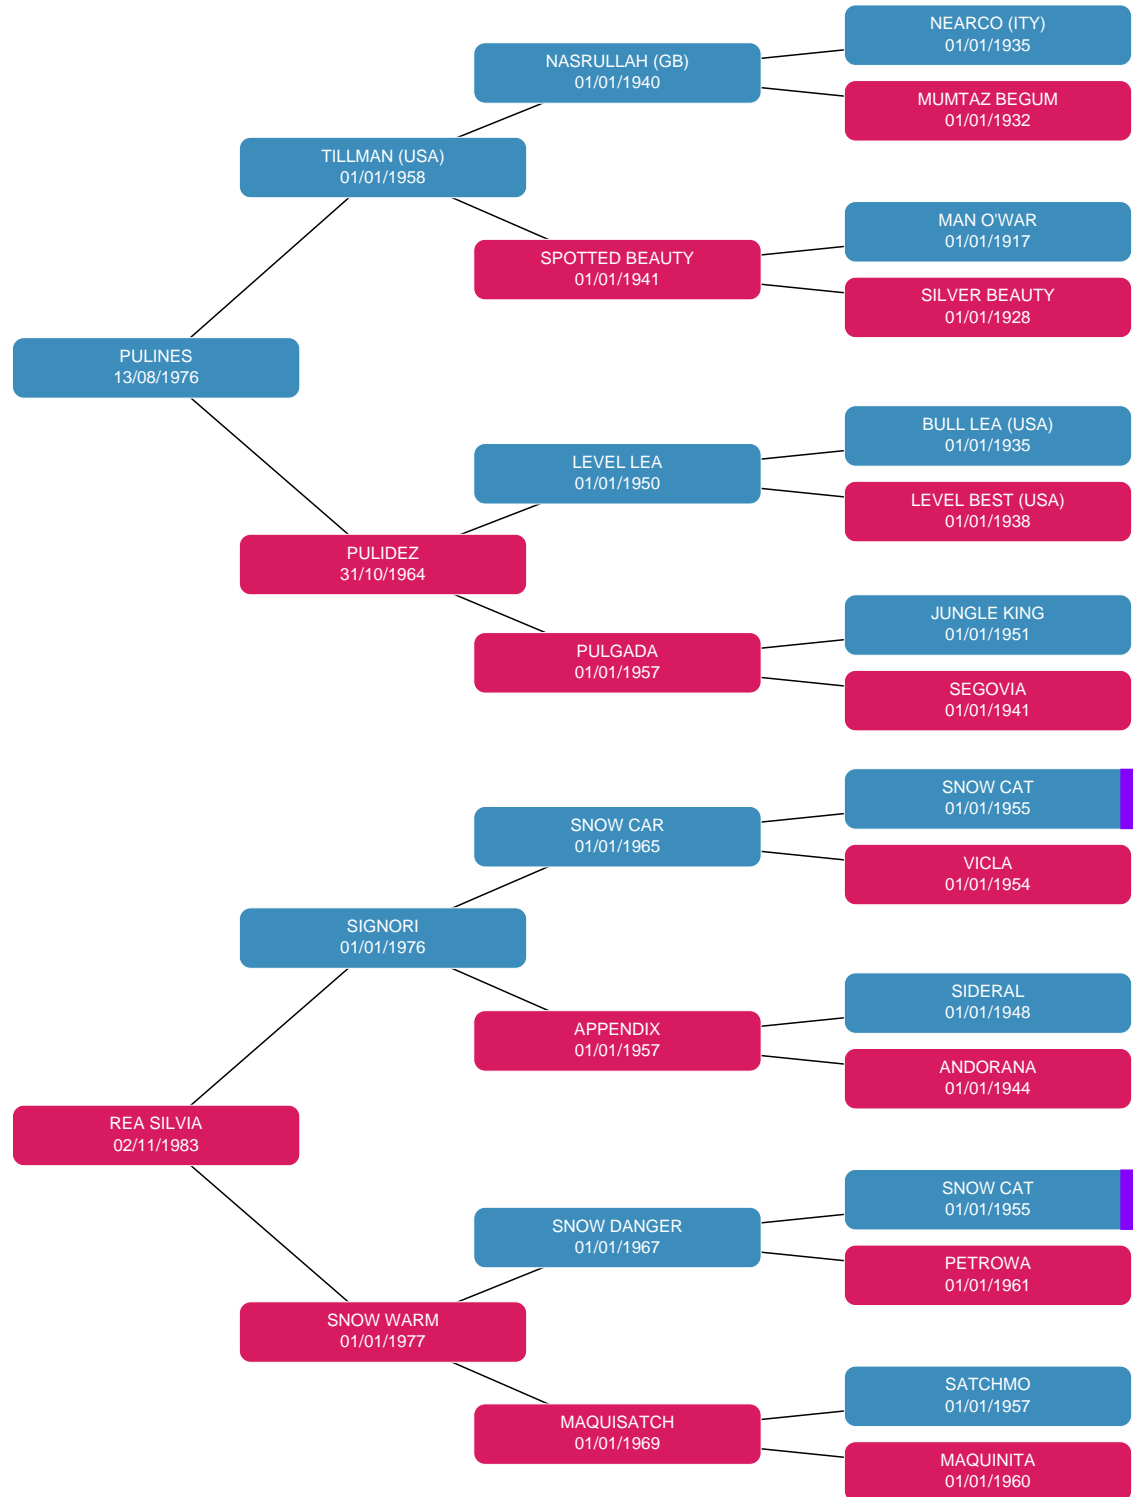 NEARCO (ITY)
01/01/1935
NASRULLAH (GB)
01/01/1940
MUMTAZ BEGUM
01/01/1932
TILLMAN (USA)
01/01/1958
MAN O'WAR
01/01/1917
SPOTTED BEAUTY
01/01/1941
SILVER BEAUTY
01/01/1928
PULINES
13/08/1976
BULL LEA (USA)
01/01/1935
LEVEL LEA
01/01/1950
LEVEL BEST (USA)
01/01/1938
PULIDEZ
31/10/1964
JUNGLE KING
01/01/1951
PULGADA
01/01/1957
SEGOVIA
01/01/1941
SNOW CAT
01/01/1955
SNOW CAR
01/01/1965
VICLA
01/01/1954
SIGNORI
01/01/1976
SIDERAL
01/01/1948
APPENDIX
01/01/1957
ANDORANA
01/01/1944
REA SILVIA
02/11/1983
SNOW CAT
01/01/1955
SNOW DANGER
01/01/1967
PETROWA
01/01/1961
SNOW WARM
01/01/1977
SATCHMO
01/01/1957
MAQUISATCH
01/01/1969
MAQUINITA
01/01/1960